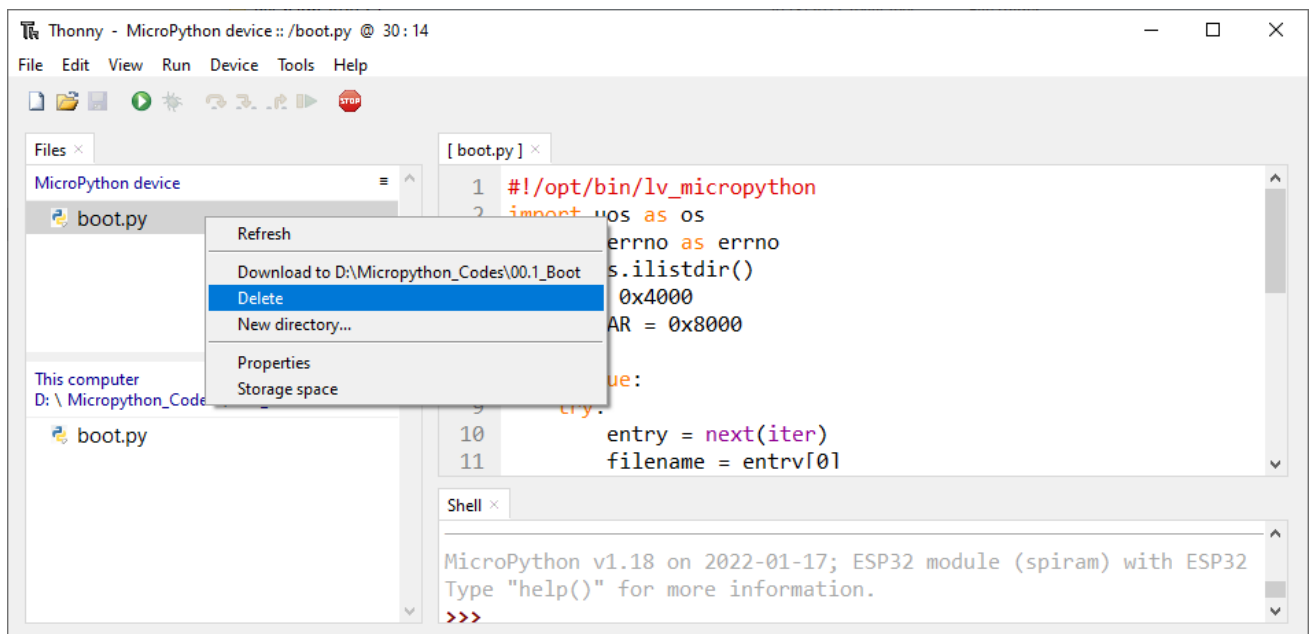 Thonny - MicroPython device :: /boot.py @ 30 : 14
File Edit View Run Device Tools Help
STOP
Files ×
MicroPython device
boot.py
Refresh
Download to D:\Micropython_Codes\00.1_Boot
Delete
New directory...
Properties
Storage space
This computer
D: \ Micropython_Code
boot.py
[ boot.py ] ×
1 #!/opt/bin/lv_micropython
2 import uos as os
errno as errno
s.ilistdir()
0x4000
AR = 0x8000
ue:
9 try:
10 entry = next(iter)
11 filename = entry[0]
Shell ×
MicroPython v1.18 on 2022-01-17; ESP32 module (spiram) with ESP32
Type "help()" for more information.
>>>